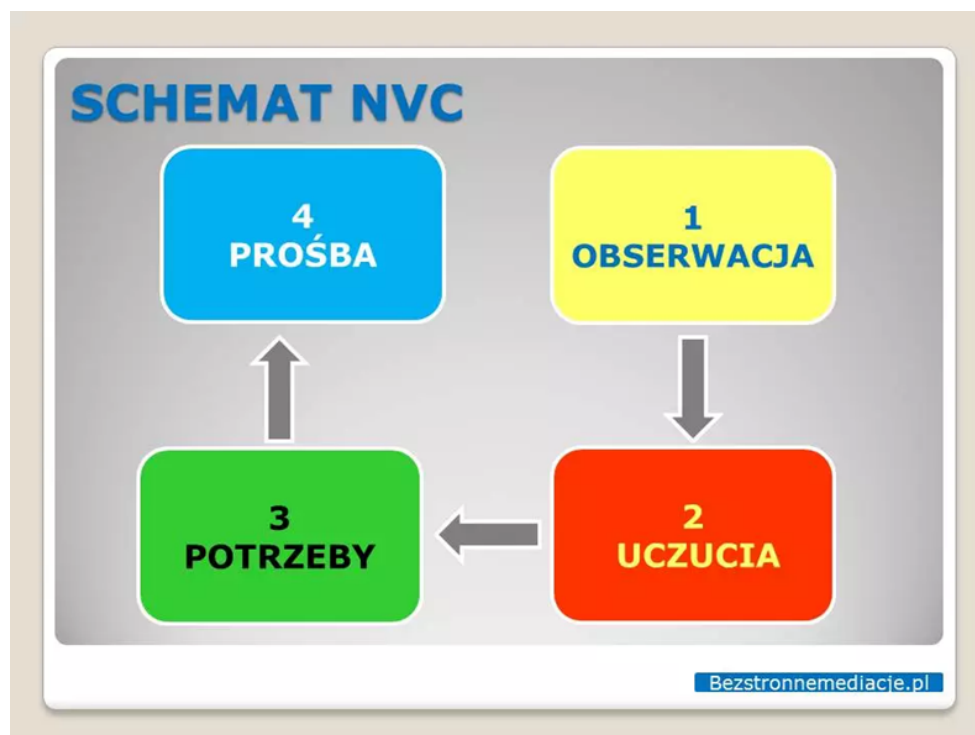 SCHEMAT NVC
4
PROŚBA
1
OBSERWACJA
3
POTRZEBY
2
UCZUCIA
Bezstronnemediacje.pl